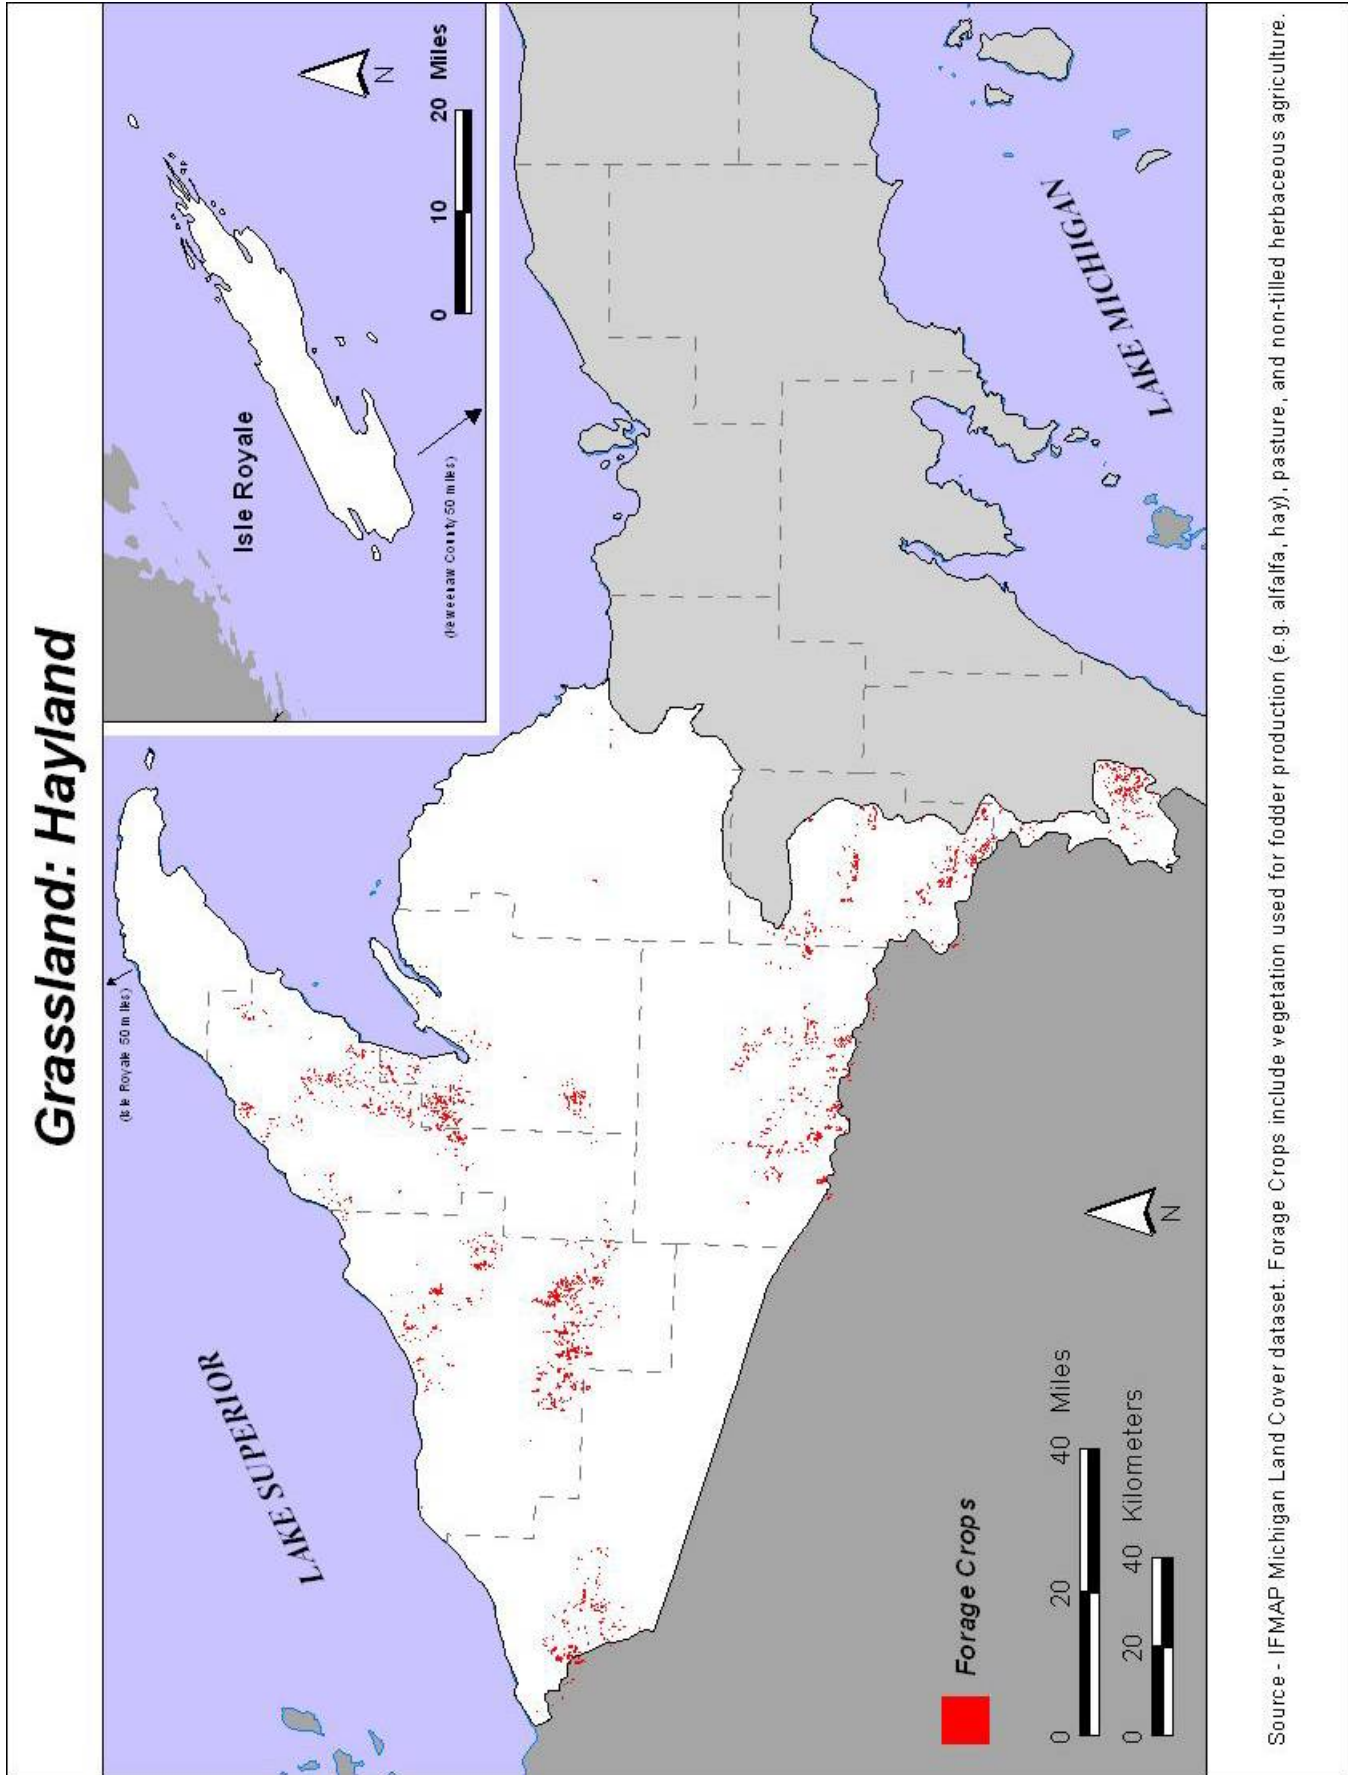 Grassland: Hayland
Isle Royale
(Keweenaw County 50 miles)
0 10 20 Miles
N
(Isle Royale 50 miles)
LAKE SUPERIOR
LAKE MICHIGAN
Forage Crops
0 20 40 Miles
0 20 40 Kilometers
N
Source - IFMAP Michigan Land Cover dataset. Forage Crops include vegetation used for fodder production (e.g. alfalfa, hay), pasture, and non-tilled herbaceous agriculture.